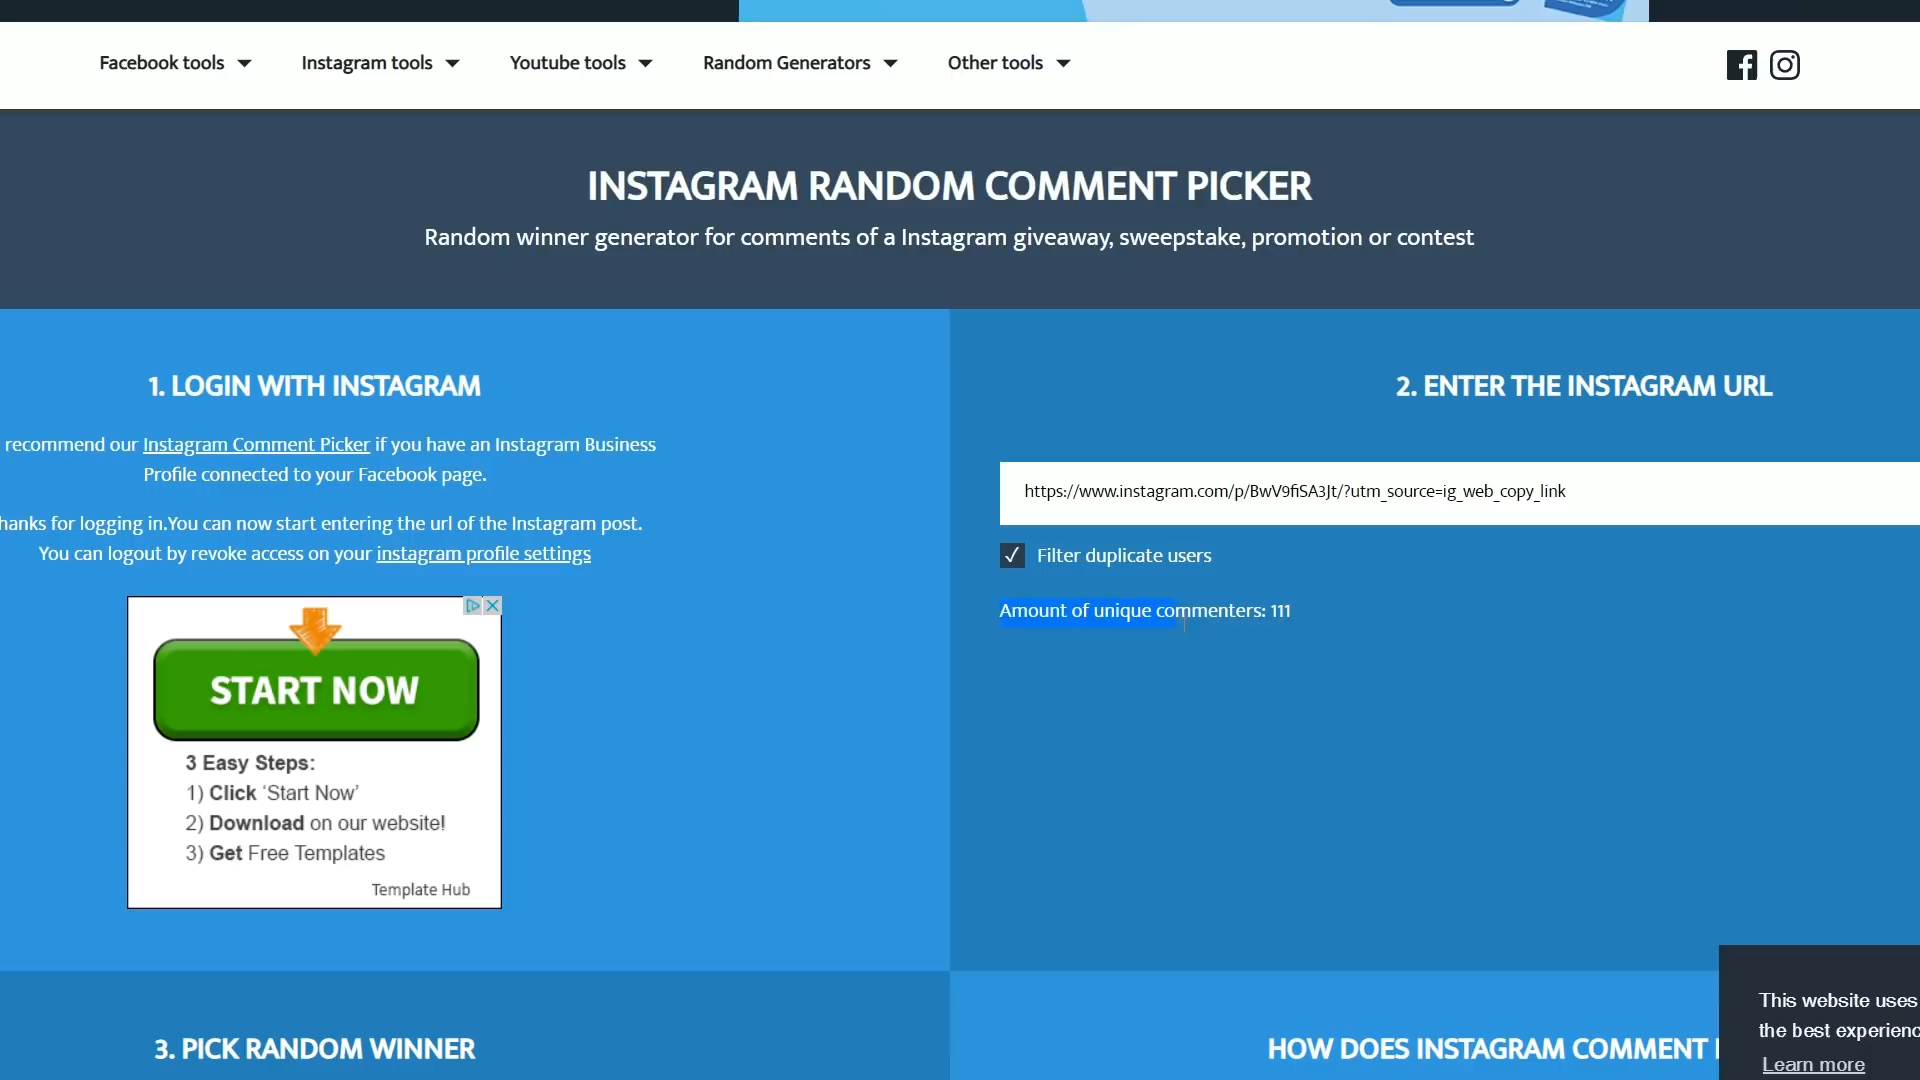 Facebook tools
Instagram tools
Youtube tools
Random Generators
Other tools
INSTAGRAM RANDOM COMMENT PICKER
Random winner generator for comments of a Instagram giveaway, sweepstake, promotion or contest
1. LOGIN WITH INSTAGRAM
recommend our Instagram Comment Picker if you have an Instagram Business
Profile connected to your Facebook page.
hanks for logging in.You can now start entering the url of the Instagram post.
You can logout by revoke access on your instagram profile settings
START NOW
3 Easy Steps:
1) Click ‘Start Now’
2) Download on our website!
3) Get Free Templates
Template Hub
2. ENTER THE INSTAGRAM URL
https://www.instagram.com/p/BwV9fiSA3Jt/?utm_source=ig_web_copy_link
Filter duplicate users
Amount of unique commenters: 111
3. PICK RANDOM WINNER
HOW DOES INSTAGRAM COMMENT
This website uses
the best experienc
Learn more